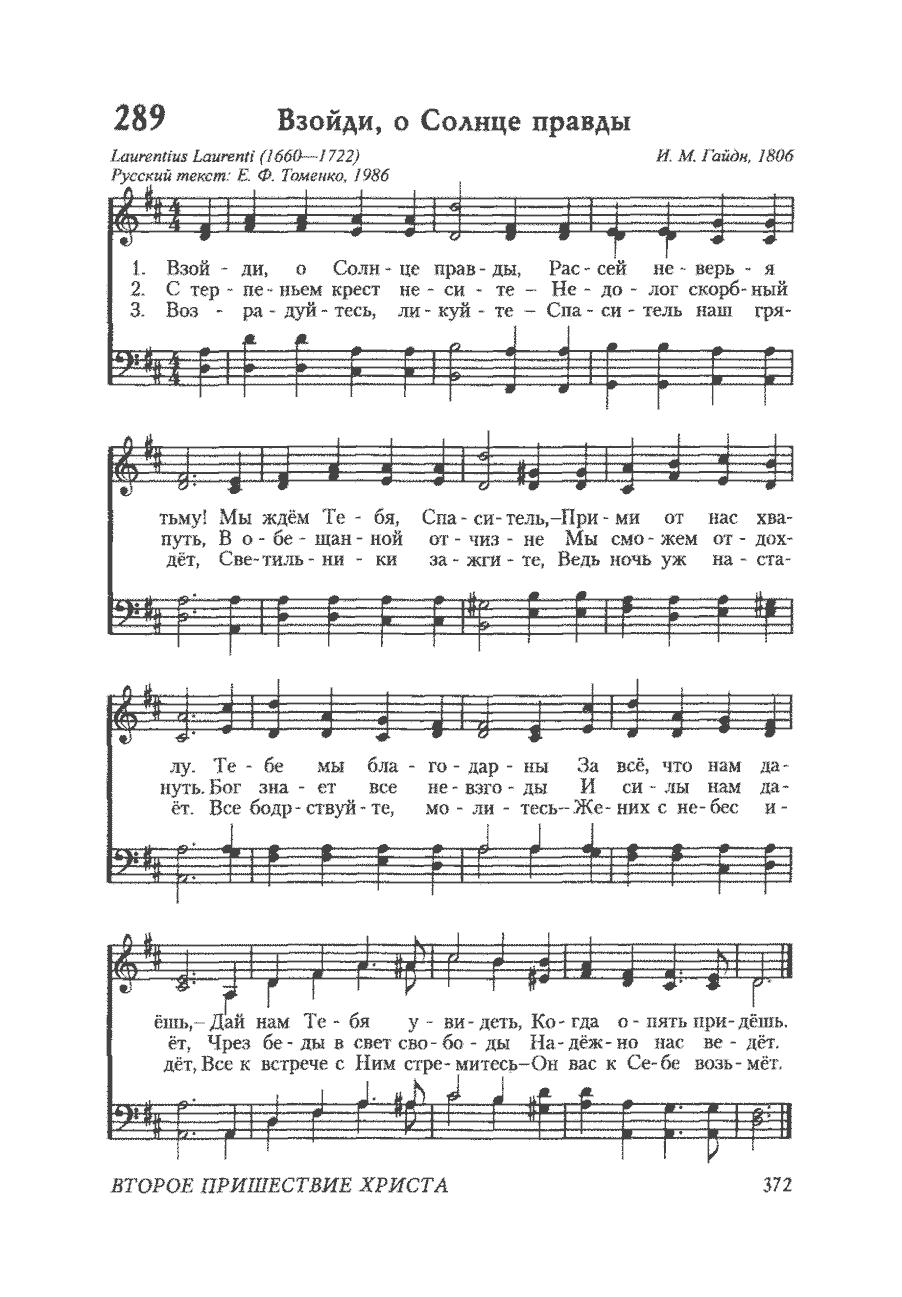 289 Взойди, о Солнце правды
Laurentius Laurenti (1660—1722) И. М. Гайдн, 1806
Русский текст: Е. Ф. Томенко, 1986
1. Взой - ди, о Солн - це прав - ды, Рас - сей не - верь - я
2. С тер - пе - ньем крест не - си - те – Не - до - лог скорб - ный
3. Воз - ра - дуй - тесь, ли - куй - те – Спа - си - тель наш гря-
тьму! Мы ждём Те - бя, Спа - си - тель,–При - ми от нас хва-
путь, В о - бе - щан - ной от - чиз - не Мы смо - жем от - дох-
дёт, Све - тиль - ни - ки за - жги - те, Ведь ночь уж на - ста-
лу. Те - бе мы бла - го - дар - ны За всё, что нам да-
нуть. Бог зна - ет все не - взго - ды И си - лы нам да-
ёт. Все бодр - ствуй - те, мо - ли - тесь–Же - них с не - бес и -
ёшь,– Дай нам Те - бя у - ви - деть, Ко - гда о - пять при - дёшь.
ёт, Чрез бе - ды в свет сво - бо - ды На - дёж - но нас ве - дёт.
дёт, Все к встрече с Ним стре - митесь–Он вас к Се - бе возь - мёт.
ВТОРОЕ ПРИШЕСТВИЕ ХРИСТА 372